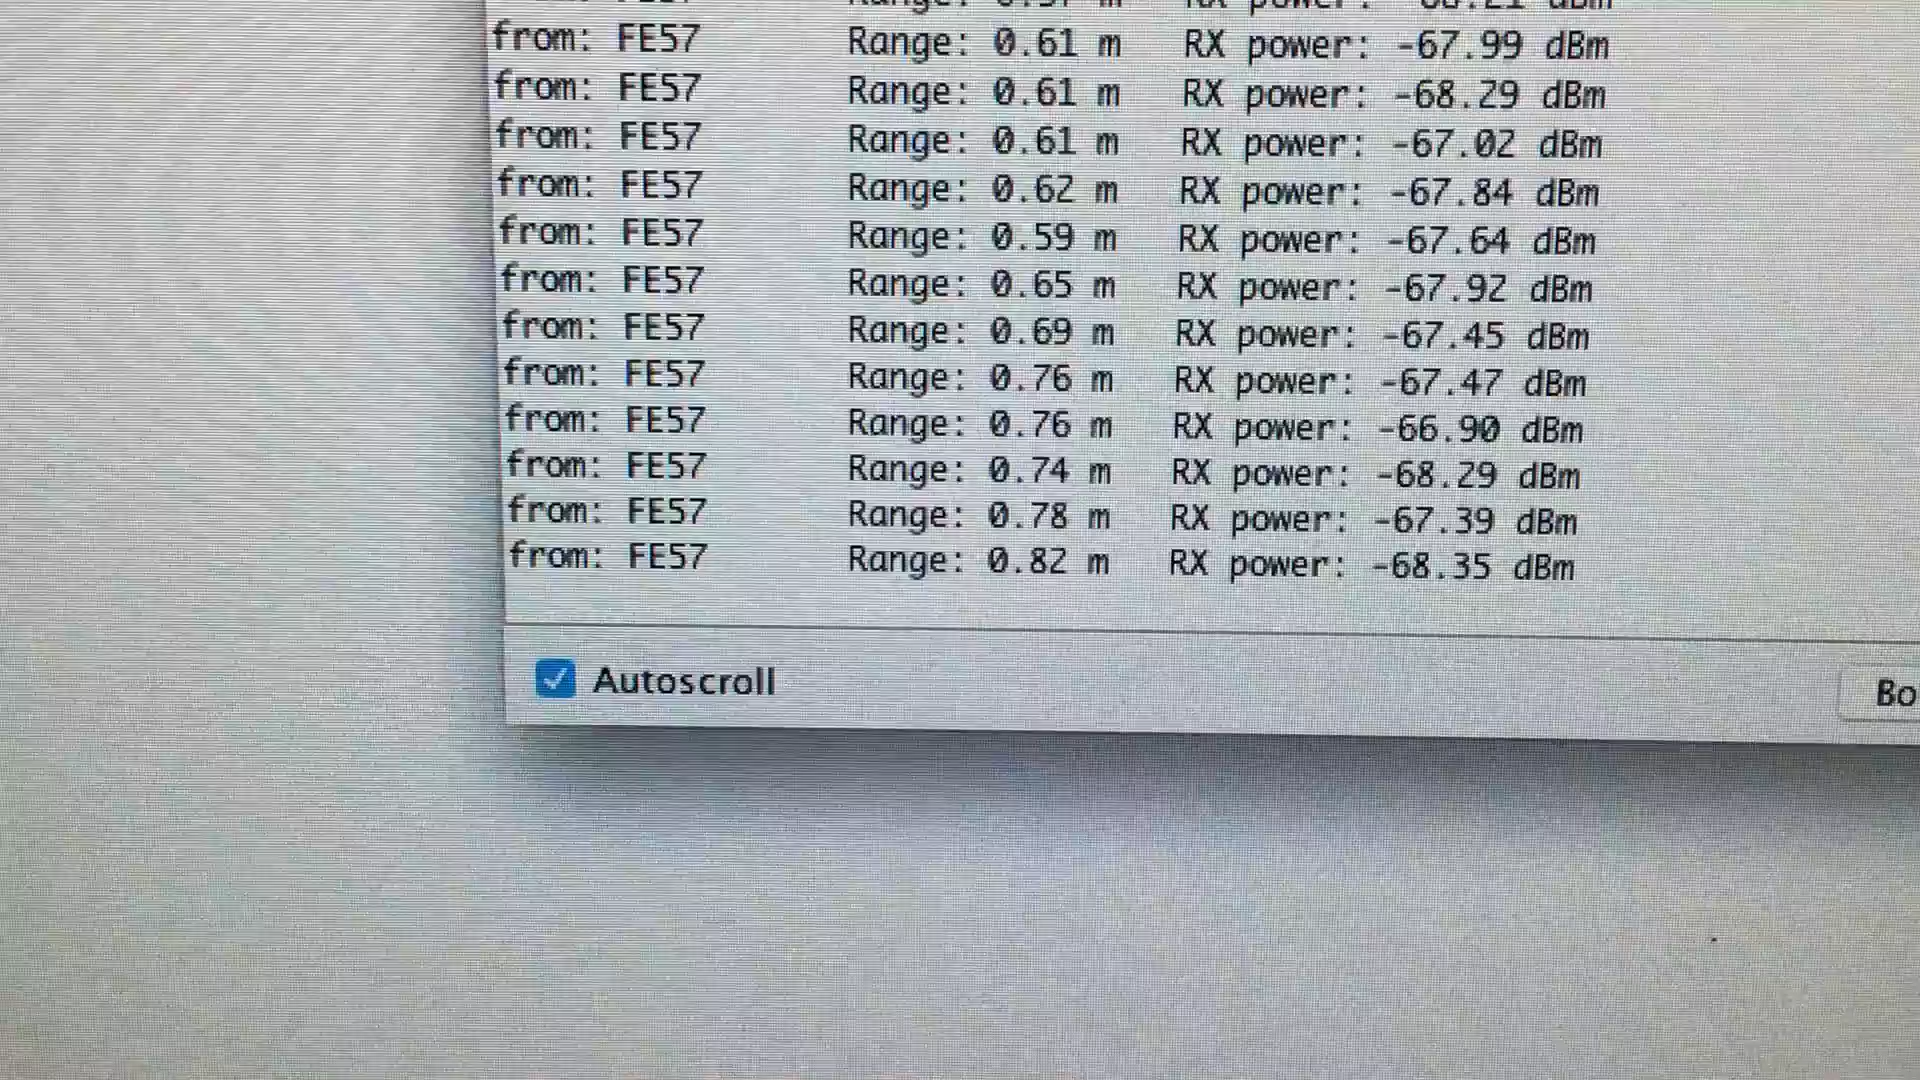 from: FE57 Range: 0.61 m RX power: -67.99 dBm
from: FE57 Range: 0.61 m RX power: -68.29 dBm
from: FE57 Range: 0.61 m RX power: -67.02 dBm
from: FE57 Range: 0.62 m RX power: -67.84 dBm
from: FE57 Range: 0.59 m RX power: -67.64 dBm
from: FE57 Range: 0.65 m RX power: -67.92 dBm
from: FE57 Range: 0.69 m RX power: -67.45 dBm
from: FE57 Range: 0.76 m RX power: -67.47 dBm
from: FE57 Range: 0.76 m RX power: -66.90 dBm
from: FE57 Range: 0.74 m RX power: -68.29 dBm
from: FE57 Range: 0.78 m RX power: -67.39 dBm
from: FE57 Range: 0.82 m RX power: -68.35 dBm
Autoscroll
Bo